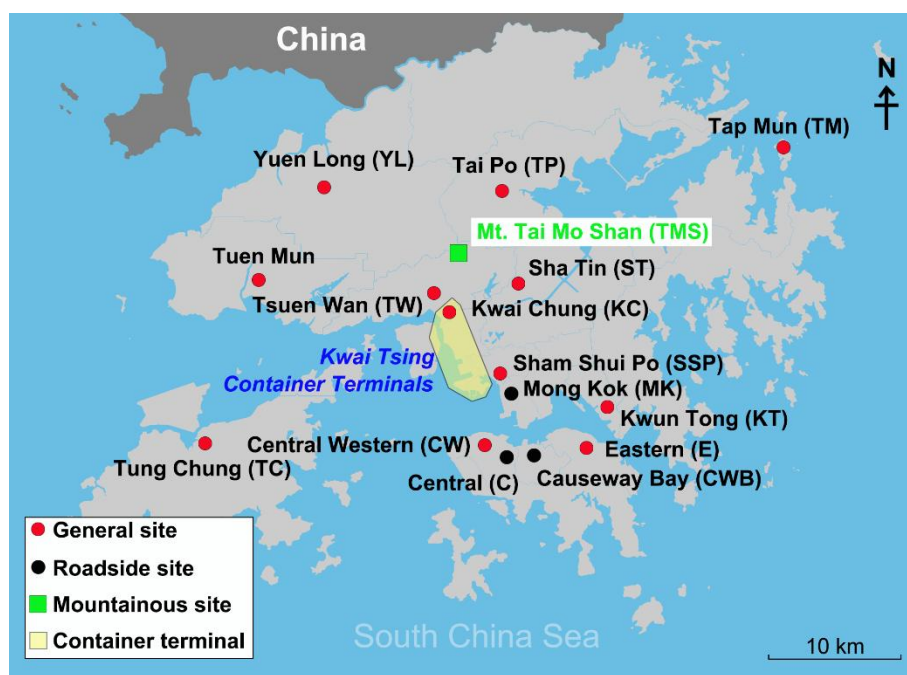 China
N
Tap Mun (TM)
Yuen Long (YL)
Tai Po (TP)
Mt. Tai Mo Shan (TMS)
Tuen Mun
Sha Tin (ST)
Tsuen Wan (TW)
Kwai Chung (KC)
Kwai Tsing
Container Terminals
Sham Shui Po (SSP)
Mong Kok (MK)
Kwun Tong (KT)
Central Western (CW)
Eastern (E)
Tung Chung (TC)
Central (C)
Causeway Bay (CWB)
General site
Roadside site
Mountainous site
Container terminal
South China Sea
10 km